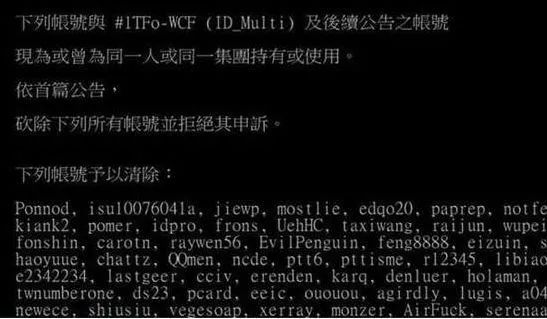 下列帳號與 #1TFo-WCF (ID_Multi) 及後續公告之帳號
現為或曾為同一人或同一集團持有或使用。
依首篇公告，
砍除下列所有帳號並拒絕其申訴。
下列帳號予以清除：
Ponnod, isu10076041a, jiewp, mostlie, edqo20, paprep, notfe
kiank2, pomer, idpro, frons, UehHC, taxiwang, raijun, wupei
fonshin, carotn, raywen56, EvilPenguin, feng8888, eizuin, s
haoyuue, chattz, QQmen, ncde, ptt6, pttisme, rl2345, libiao
e2342234, lastgeer, cciv, erenden, karq, denluer, holaman,
twnumberone, ds23, pcard, eeic, ououou, agirdly, lugis, a04
newece, shiusiu, vegesoap, xerray, monzer, AirFuck, serenaa